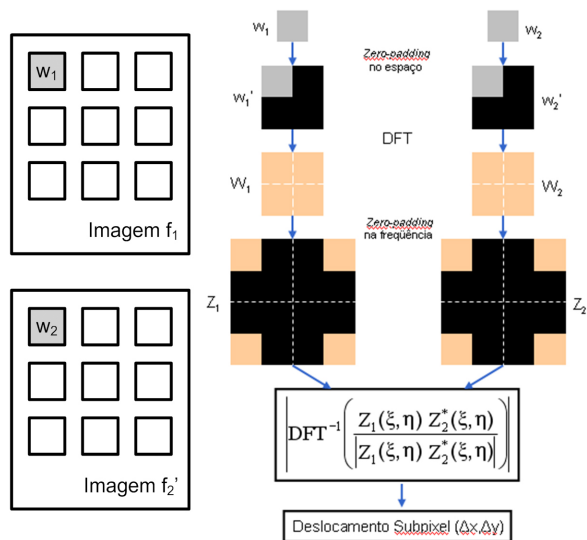 w₁
Imagem f₁
w₂
Imagem f₂'
w₁
w₂
Zero-padding
no espaço
w₁'
w₂'
DFT
W₁
W₂
Zero-padding
na freqüência
Z₁
Z₂
|DFT⁻¹(Z₁(ξ, η) Z₂*(ξ, η) / |Z₁(ξ, η) Z₂*(ξ, η)|)|
Deslocamento Subpixel (Δx,Δy)